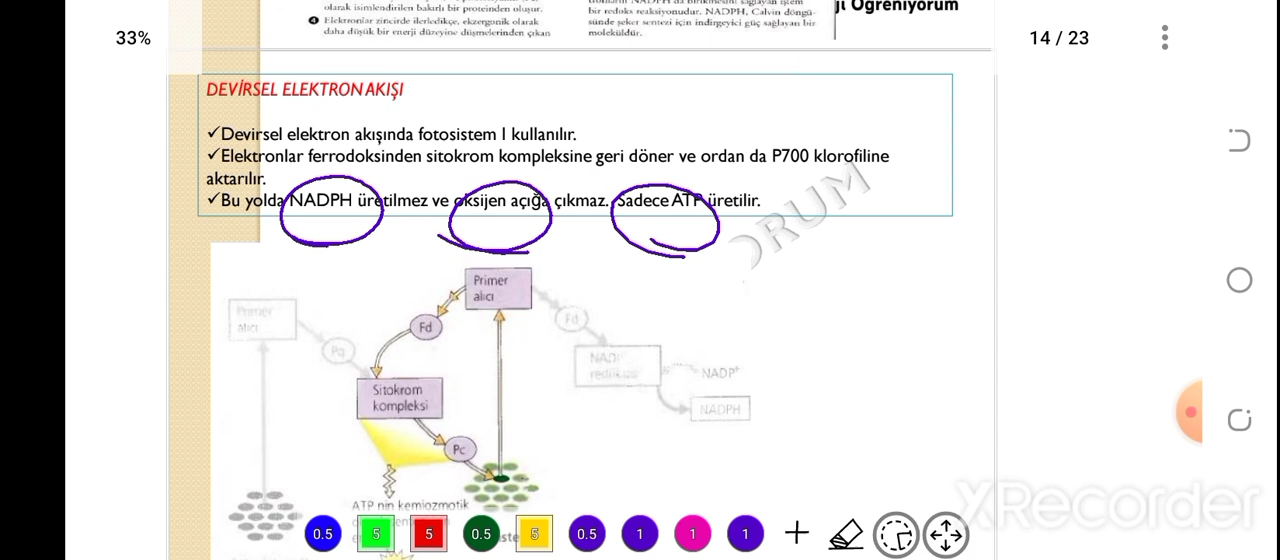 olarak isimlendirilen bakırlı bir proteinden oluşur.
4 Elektronlar zincirde ilerledikçe, ekzergonik olarak
daha düşük bir enerji düzeyine düşmelerinden çıkan
bir redoks reaksiyonudur. NADPH, Calvin döngü-
sünde şeker sentezi için indirgeyici güç sağlayan bir
moleküldür.
Öğreniyorum
33%
14 / 23
DEVİRSEL ELEKTRON AKIŞI
✓Devirsel elektron akışında fotosistem I kullanılır.
✓Elektronlar ferrodoksinden sitokrom kompleksine geri döner ve ordan da P700 klorofiline
aktarılır.
✓Bu yolda NADPH üretilmez ve oksijen açığa çıkmaz. Sadece ATP üretilir.
ORUM
Primer
alıcı
Primer
alıcı
Fd
Fd
Pq
NADP⁺
Sitokrom
kompleksi
NADPH
Pc
ATP nin kemiozmotik
0.5 5 5 0.5 5 0.5 1 1 1
XRecorder